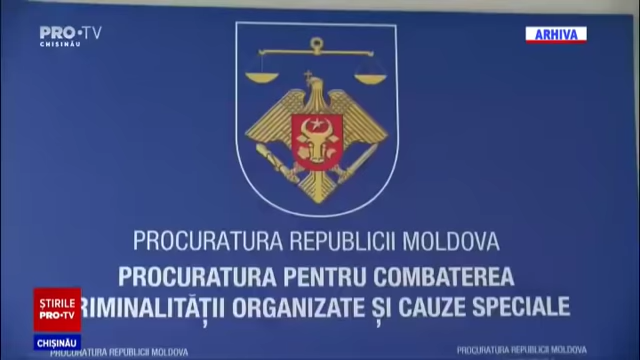 PRO•TV
CHIȘINĂU
ARHIVA
PROCURATURA REPUBLICII MOLDOVA
PROCURATURA PENTRU COMBATEREA
RIMINALITĂȚII ORGANIZATE ȘI CAUZE SPECIALE
ȘTIRILE
PRO•TV
CHIȘINĂU
PROCURATURA REPUBLICII MOLDOVA
PROCURATURA REPUBLICII MOLDOVA